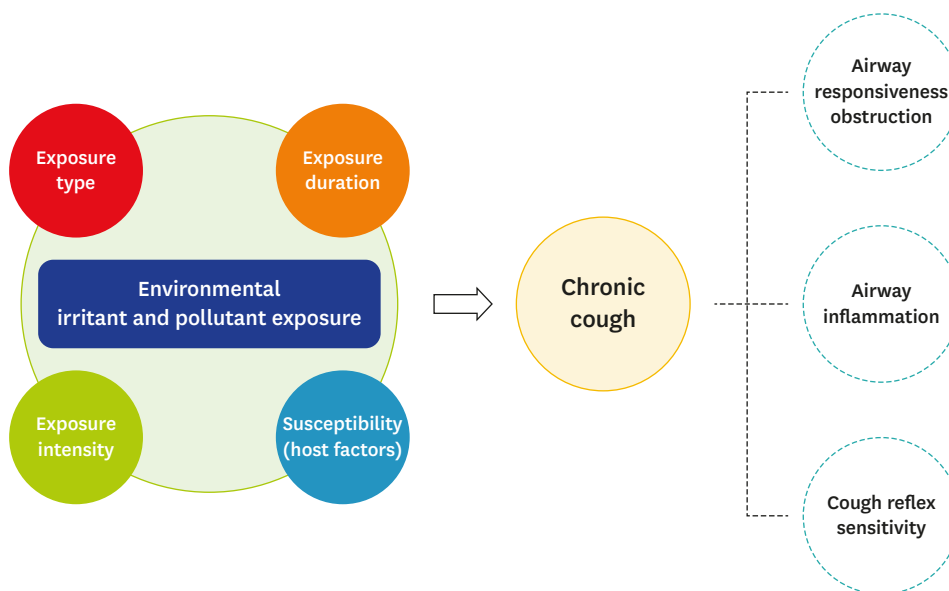 Exposure
type
Exposure
duration
Environmental
irritant and pollutant exposure
Exposure
intensity
Susceptibility
(host factors)
Chronic
cough
Airway
responsiveness
obstruction
Airway
inflammation
Cough reflex
sensitivity